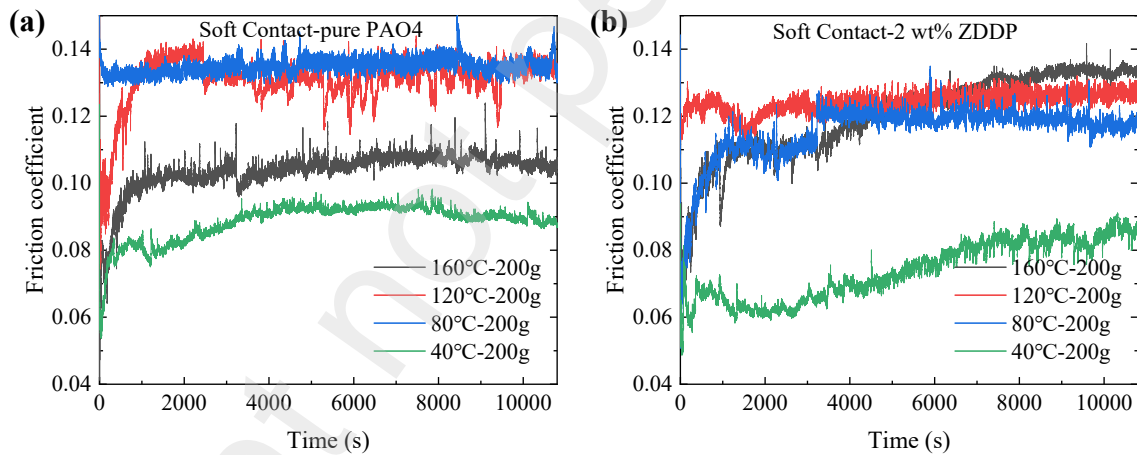 (a)
Soft Contact-pure PAO4
0.14
0.12
0.10
0.08
0.06
0.04
Friction coefficient
160℃-200g
120℃-200g
80℃-200g
40℃-200g
0 2000 4000 6000 8000 10000
Time (s)
(b)
Soft Contact-2 wt% ZDDP
0.14
0.12
0.10
0.08
0.06
0.04
Friction coefficient
160℃-200g
120℃-200g
80℃-200g
40℃-200g
0 2000 4000 6000 8000 10000
Time (s)
not